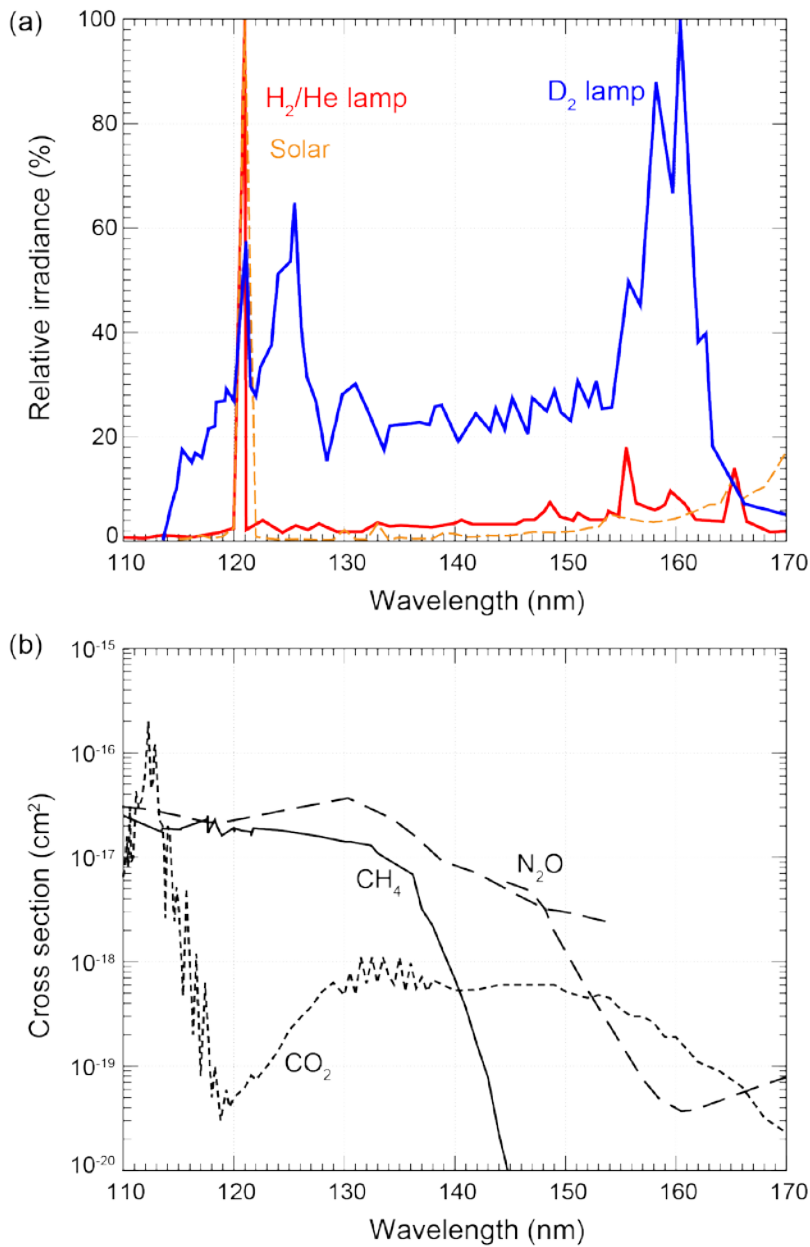 (a)
100
80
60
40
20
0
Relative irradiance (%)
H₂/He lamp
Solar
D₂ lamp
110 120 130 140 150 160 170
Wavelength (nm)
(b)
10⁻¹⁵
10⁻¹⁶
10⁻¹⁷
10⁻¹⁸
10⁻¹⁹
10⁻²⁰
Cross section (cm²)
N₂O
CH₄
CO₂
110 120 130 140 150 160 170
Wavelength (nm)